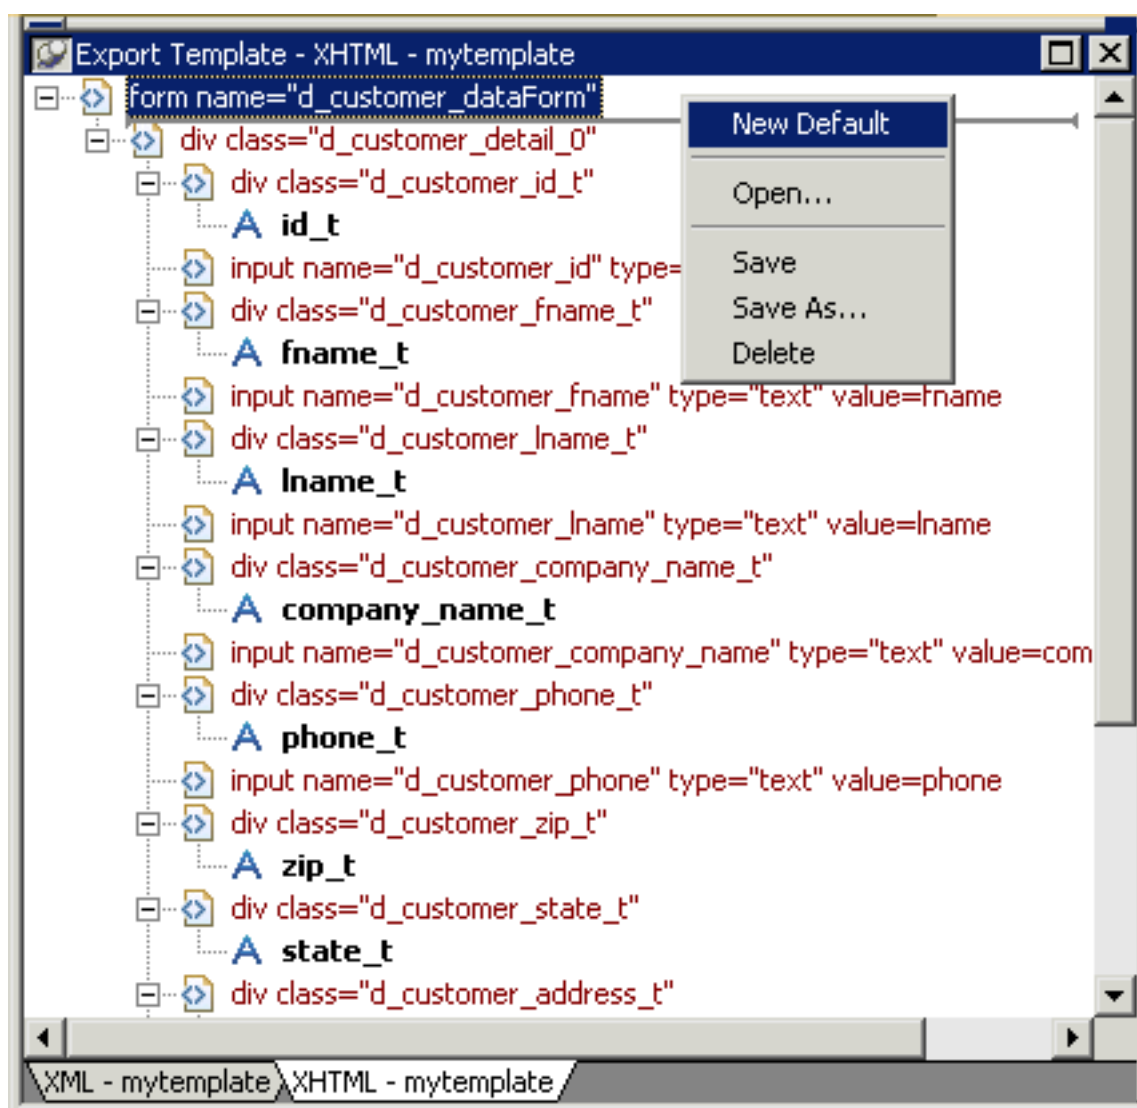 Export Template - XHTML - mytemplate
form name="d_customer_dataForm"
New Default
div class="d_customer_detail_0"
div class="d_customer_id_t"
Open...
id_t
input name="d_customer_id" type=
Save
div class="d_customer_fname_t"
Save As...
fname_t
Delete
input name="d_customer_fname" type="text" value=fname
div class="d_customer_lname_t"
lname_t
input name="d_customer_lname" type="text" value=lname
div class="d_customer_company_name_t"
company_name_t
input name="d_customer_company_name" type="text" value=com
div class="d_customer_phone_t"
phone_t
input name="d_customer_phone" type="text" value=phone
div class="d_customer_zip_t"
zip_t
div class="d_customer_state_t"
state_t
div class="d_customer_address_t"
XML - mytemplate XHTML - mytemplate